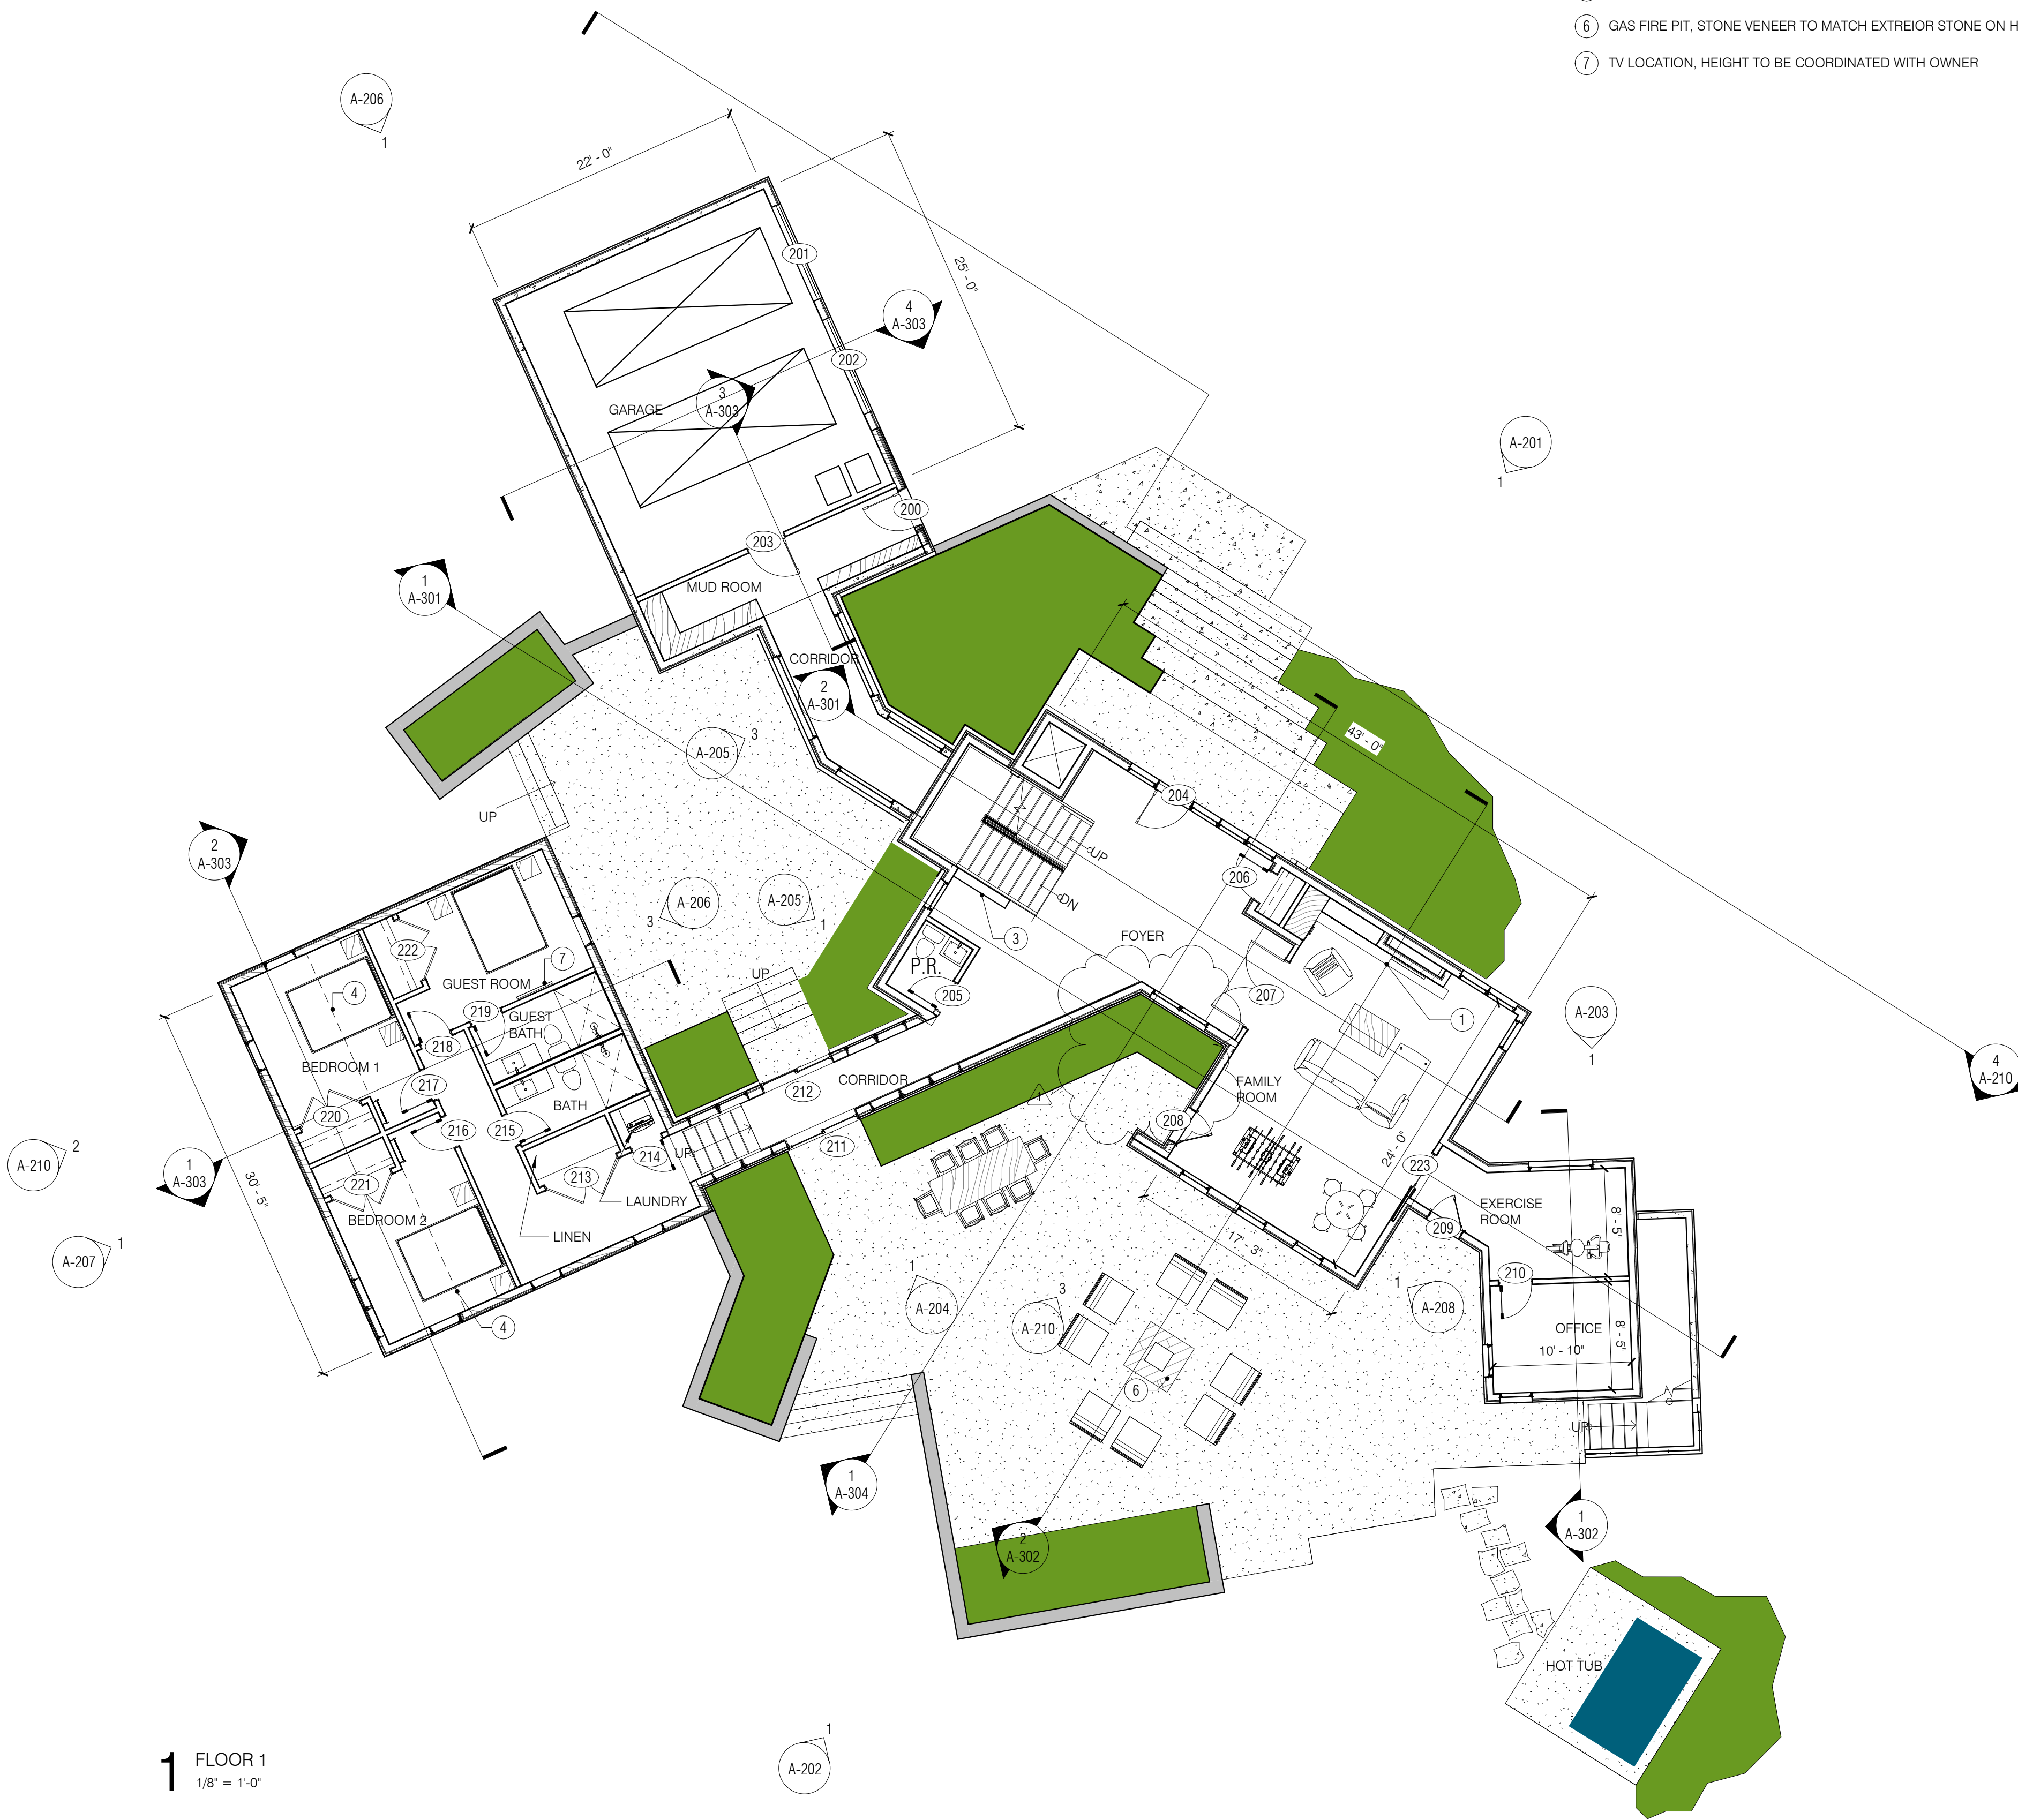 6 GAS FIRE PIT, STONE VENEER TO MATCH EXTREIOR STONE ON H
7 TV LOCATION, HEIGHT TO BE COORDINATED WITH OWNER
A-206
1
22' - 0"
25' - 0"
201
4
A-303
202
3
A-303
GARAGE
A-201
1
200
203
1
A-301
MUD ROOM
CORRIDOR
2
A-301
43' - 0"
A-205
3
204
UP
UP
2
A-303
206
DN
A-206
3
A-205
1
3
FOYER
222
7
GUEST ROOM
4
UP
P.R.
205
207
1
A-203
1
219
GUEST
BATH
218
BEDROOM 1
217
CORRIDOR
212
FAMILY
ROOM
4
A-210
220
BATH
1
208
215
216
211
214
UP
24' - 0"
A-210
2
1
A-303
30' - 5"
213
223
221
LAUNDRY
EXERCISE
ROOM
BEDROOM 2
LINEN
209
8' - 5"
17' - 3"
A-207
1
210
1
A-204
3
A-210
1
A-208
4
OFFICE
8' - 5"
10' - 10"
6
UP
1
A-304
2
A-302
1
A-302
HOT TUB
1
FLOOR 1
1/8" = 1'-0"
A-202
1